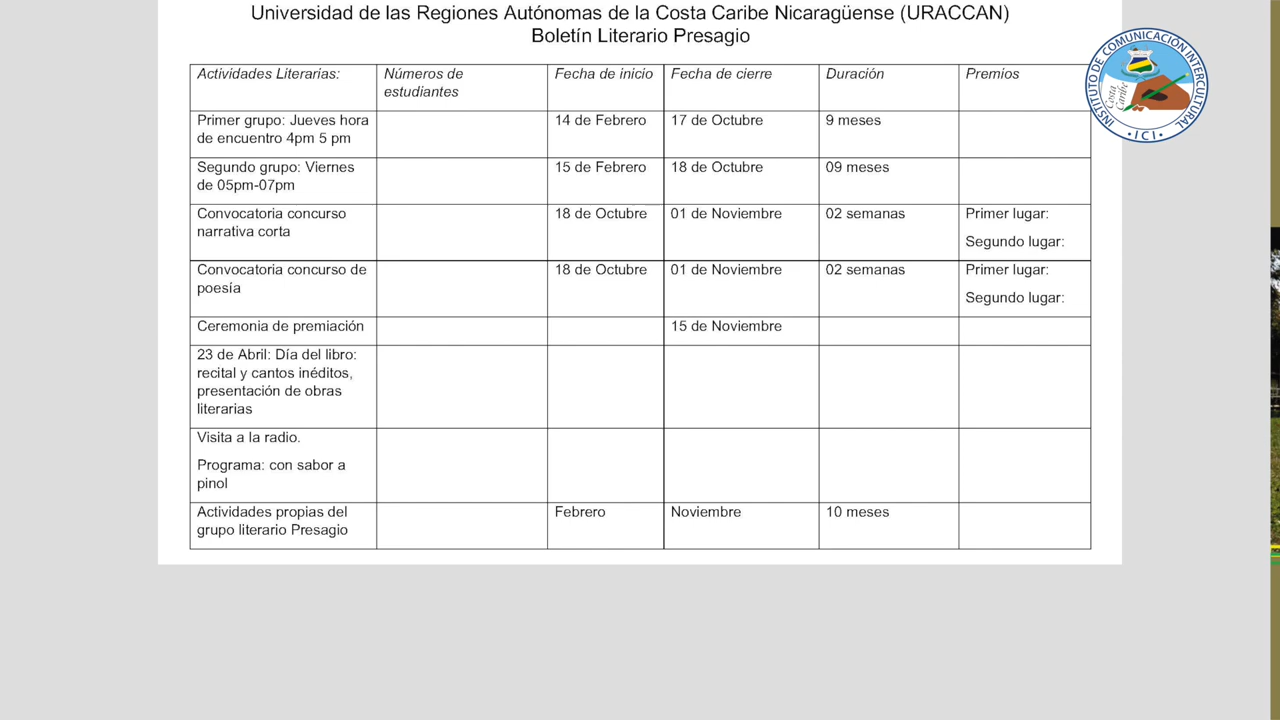 Universidad de las Regiones Autónomas de la Costa Caribe Nicaragüense (URACCAN)
Boletín Literario Presagio
Actividades Literarias:
Números de
estudiantes
Fecha de inicio
Fecha de cierre
Duración
Premios
Primer grupo: Jueves hora
de encuentro 4pm 5 pm
14 de Febrero
17 de Octubre
9 meses
Segundo grupo: Viernes
de 05pm-07pm
15 de Febrero
18 de Octubre
09 meses
Convocatoria concurso
narrativa corta
18 de Octubre
01 de Noviembre
02 semanas
Primer lugar:
Segundo lugar:
Convocatoria concurso de
poesía
18 de Octubre
01 de Noviembre
02 semanas
Primer lugar:
Segundo lugar:
Ceremonia de premiación
15 de Noviembre
23 de Abril: Día del libro:
recital y cantos inéditos,
presentación de obras
literarias
Visita a la radio.
Programa: con sabor a
pinol
Actividades propias del
grupo literario Presagio
Febrero
Noviembre
10 meses
INSTITUTO DE COMUNICACIÓN INTERCULTURAL
Costa
Caribe
• ICI •